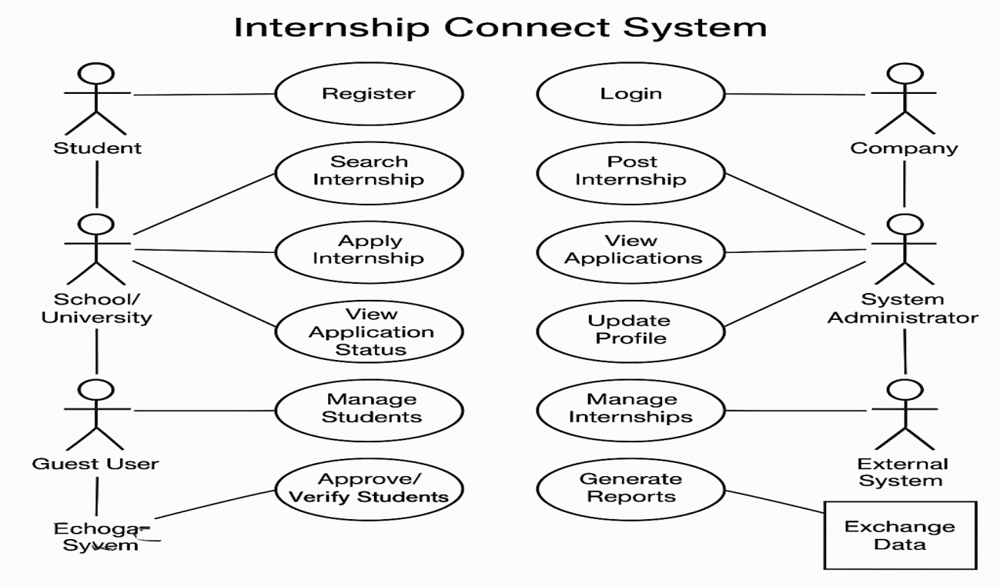 Internship Connect System
Register
Login
Student
Company
Search
Internship
Post
Internship
Apply
Internship
View
Applications
School/
University
System
Administrator
View
Application
Status
Update
Profile
Manage
Students
Manage
Internships
Guest User
External
System
Approve/
Verify Students
Generate
Reports
Exchange
Data